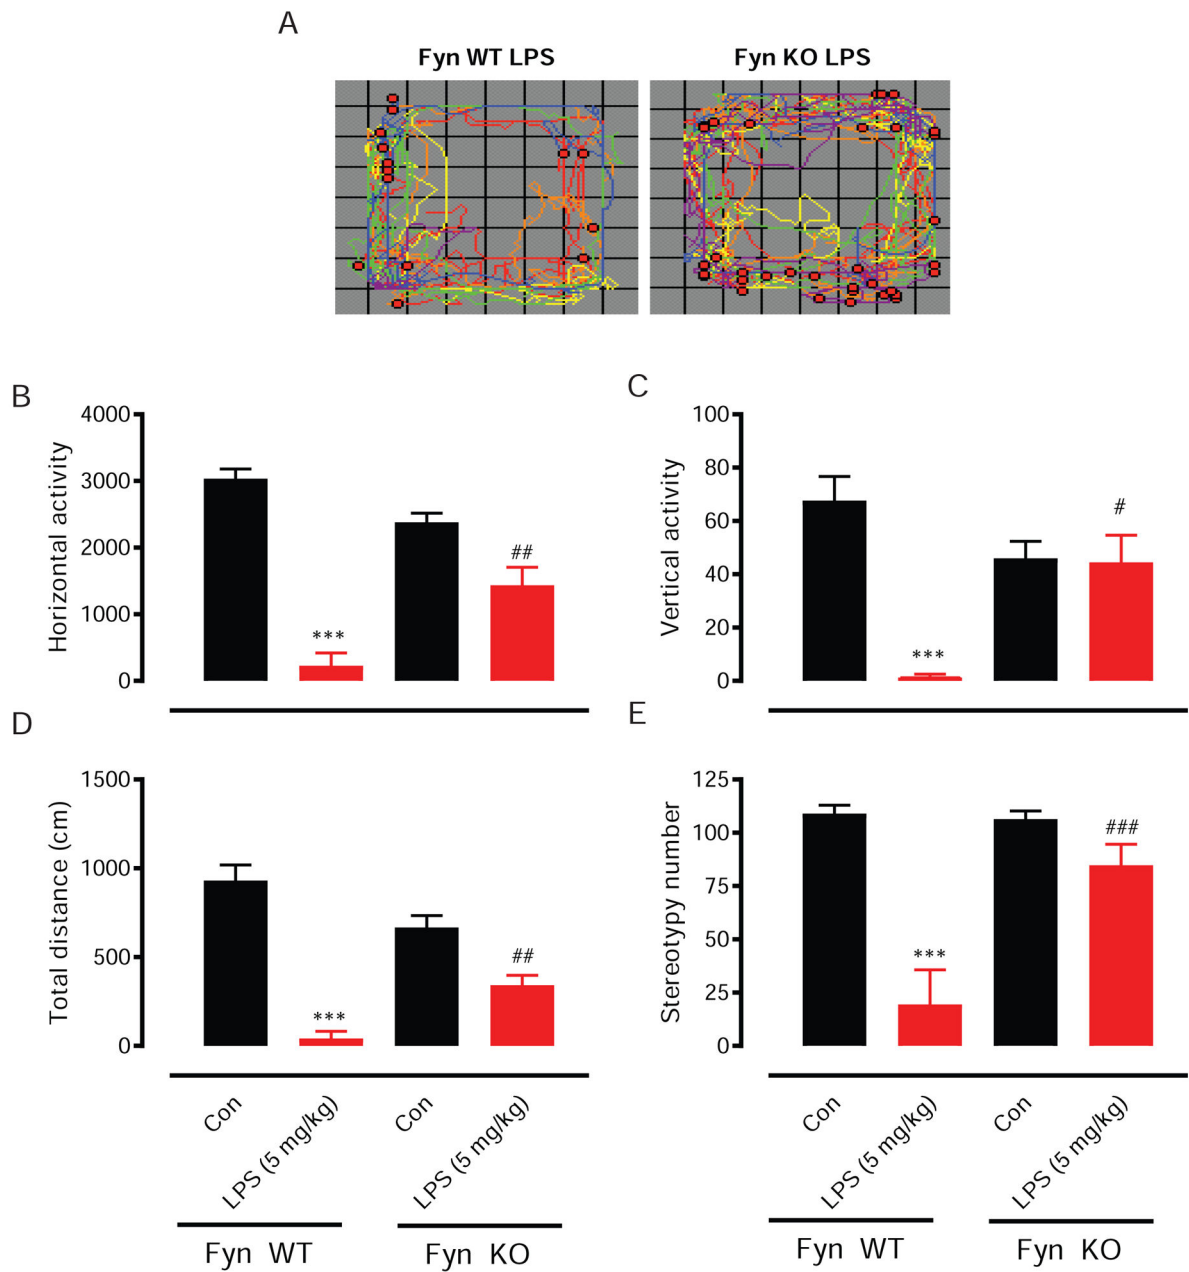 A
Fyn WT LPS
Fyn KO LPS
B
4000
3000
2000
1000
0
Horizontal activity
***
##
C
100
80
60
40
20
0
Vertical activity
***
#
D
1500
1000
500
0
Total distance (cm)
***
##
Con
LPS (5 mg/kg)
Con
LPS (5 mg/kg)
Fyn WT
Fyn KO
E
125
100
75
50
25
0
Stereotypy number
***
###
Con
LPS (5 mg/kg)
Con
LPS (5 mg/kg)
Fyn WT
Fyn KO